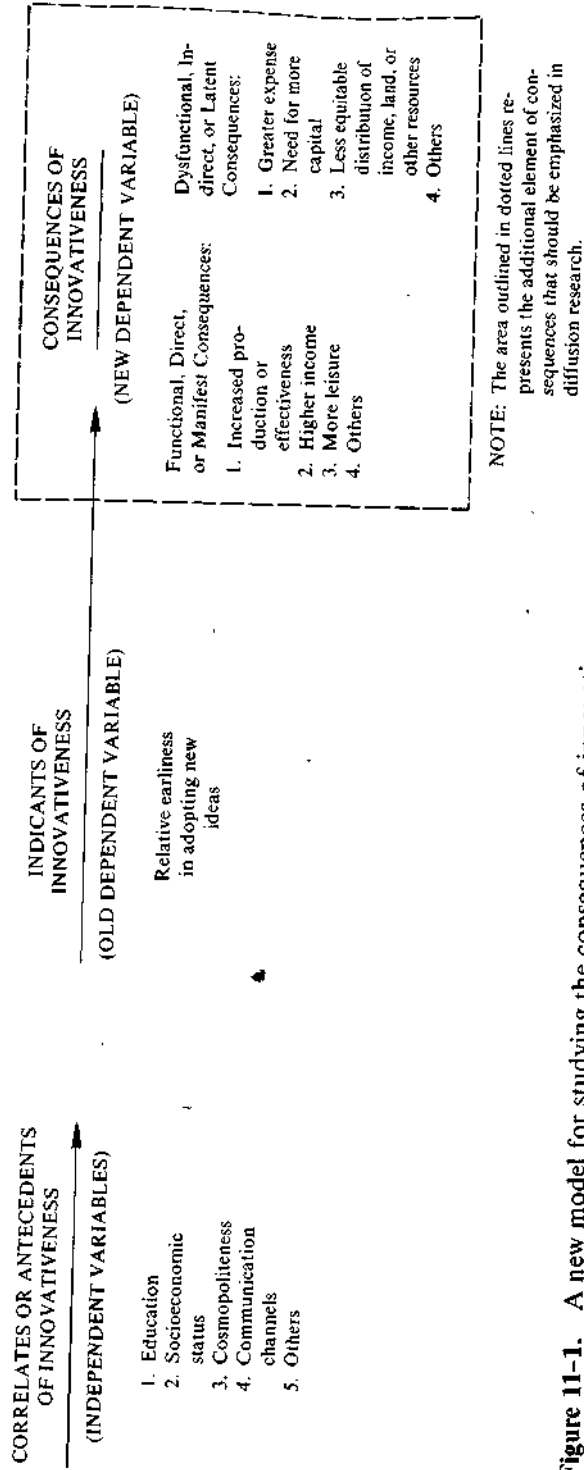 CORRELATES OR ANTECEDENTS
OF INNOVATIVENESS
(INDEPENDENT VARIABLES)
1. Education
2. Socioeconomic
status
3. Cosmopoliteness
4. Communication
channels
5. Others
INDICANTS OF
INNOVATIVENESS
(OLD DEPENDENT VARIABLE)
Relative earliness
in adopting new
ideas
CONSEQUENCES OF
INNOVATIVENESS
(NEW DEPENDENT VARIABLE)
Functional, Direct,
or Manifest Consequences:
1. Increased pro-
duction or
effectiveness
2. Higher income
3. More leisure
4. Others
Dysfunctional, In-
direct, or Latent
Consequences:
1. Greater expense
2. Need for more
capital
3. Less equitable
distribution of
income, land, or
other resources
4. Others
NOTE: The area outlined in dotted lines re-
presents the additional element of con-
sequences that should be emphasized in
diffusion research.
Figure 11-1. A new model for studying the consequences of